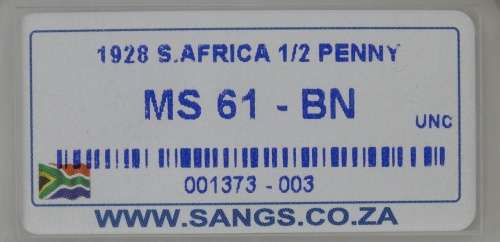 1928 S.AFRICA 1/2 PENNY
MS 61 - BN
UNC
001373 - 003
WWW.SANGS.CO.ZA